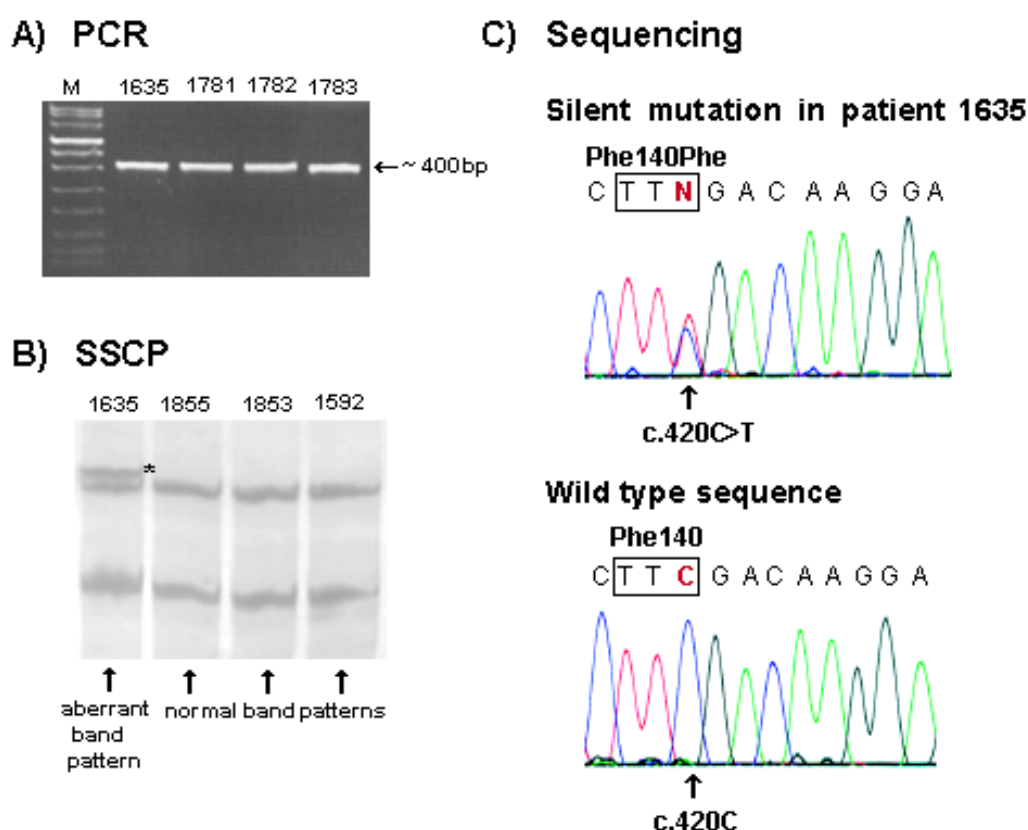 A) PCR
M 1635 1781 1782 1783
←~ 400bp
B) SSCP
1635 1855 1853 1592
*
aberrant band pattern
normal band patterns
C) Sequencing
Silent mutation in patient 1635
Phe140Phe
C T T N G A C A A G G A
c.420C>T
Wild type sequence
Phe140
C T T C G A C A A G G A
c.420C